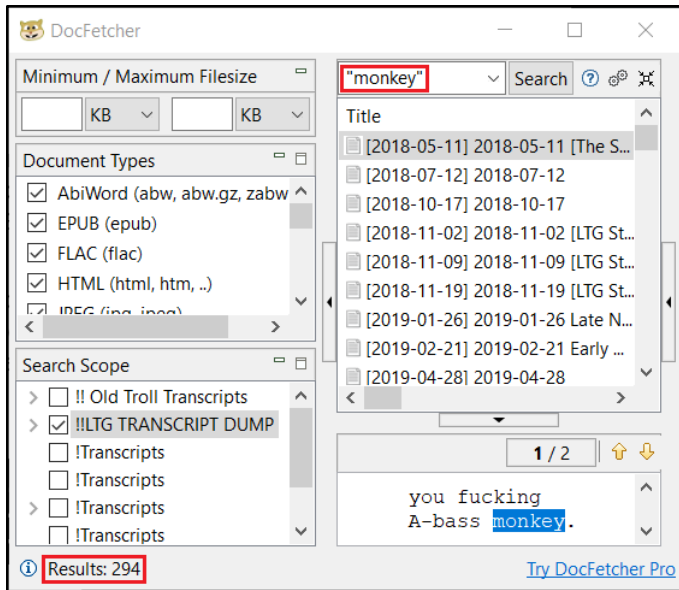 DocFetcher
Minimum / Maximum Filesize
KB KB
Document Types
AbiWord (abw, abw.gz, zabw
EPUB (epub)
FLAC (flac)
HTML (html, htm, ..)
JPEG (jpg, jpeg)
Search Scope
!! Old Troll Transcripts
!!LTG TRANSCRIPT DUMP
!Transcripts
!Transcripts
!Transcripts
!Transcripts
"monkey" Search
Title
[2018-05-11] 2018-05-11 [The S...
[2018-07-12] 2018-07-12
[2018-10-17] 2018-10-17
[2018-11-02] 2018-11-02 [LTG St...
[2018-11-09] 2018-11-09 [LTG St...
[2018-11-19] 2018-11-19 [LTG St...
[2019-01-26] 2019-01-26 Late N...
[2019-02-21] 2019-02-21 Early ...
[2019-04-28] 2019-04-28
1 / 2
you fucking
A-bass monkey.
Results: 294
Try DocFetcher Pro